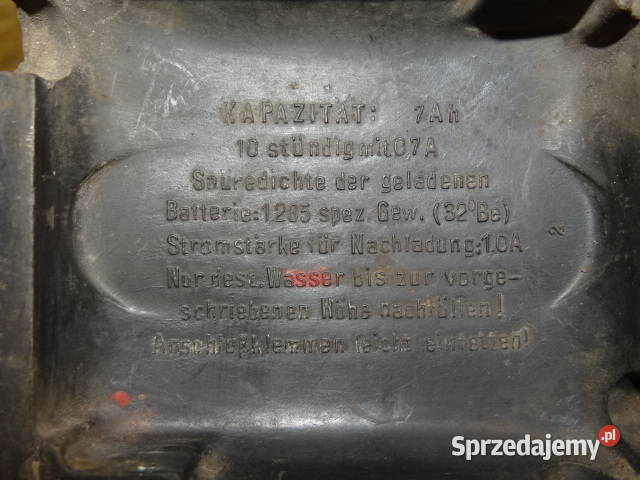 KAPAZITÄT: 7Ah
10 stündig mit 0,7A
Säuredichte der geladenen
Batterie: 1.285 spez. Gew. (32°Bé)
Stromstärke für Nachladung: 1.0A
Nur dest. Wasser bis zur vorge-
schriebenen Höhe nachfüllen!
Anschlußklemmen leicht einfetten!
2
Sprzedajemy.pl